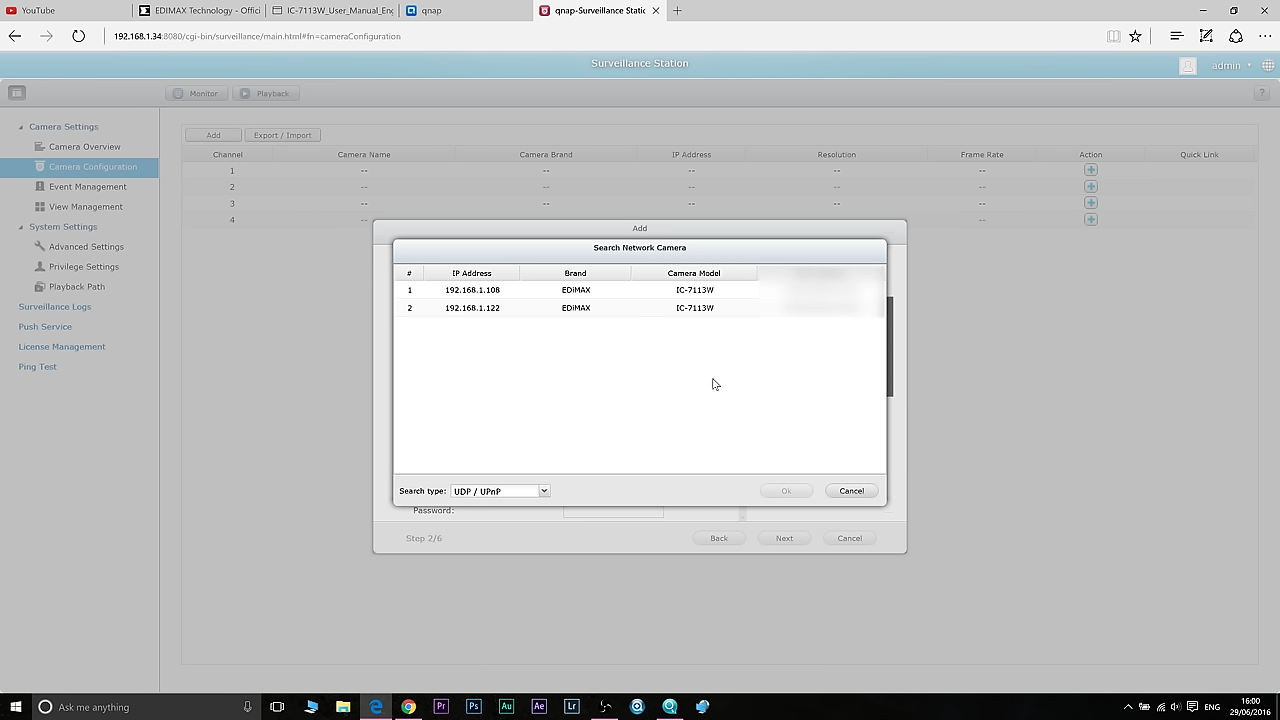 YouTube
EDIMAX Technology - Offici
IC-7113W_User_Manual_Eng
qnap
qnap-Surveillance Static
192.168.1.34:8080/cgi-bin/surveillance/main.html#fn=cameraConfiguration
Surveillance Station
admin
Monitor
Playback
?
Camera Settings
Camera Overview
Camera Configuration
Event Management
View Management
System Settings
Advanced Settings
Privilege Settings
Playback Path
Surveillance Logs
Push Service
License Management
Ping Test
Add
Export / Import
Channel Camera Name Camera Brand IP Address Resolution Frame Rate Action Quick Link
1 -- -- -- -- --
2 -- -- -- -- --
3 -- -- -- -- --
4 -- --
Add
Search Network Camera
# IP Address Brand Camera Model
1 192.168.1.108 EDiMAX IC-7113W
2 192.168.1.122 EDiMAX IC-7113W
Search type: UDP / UPnP Ok Cancel
Password:
Step 2/6 Back Next Cancel
Ask me anything
Pr
Ps
Au
Ae
Lr
ENG
16:00
29/06/2016